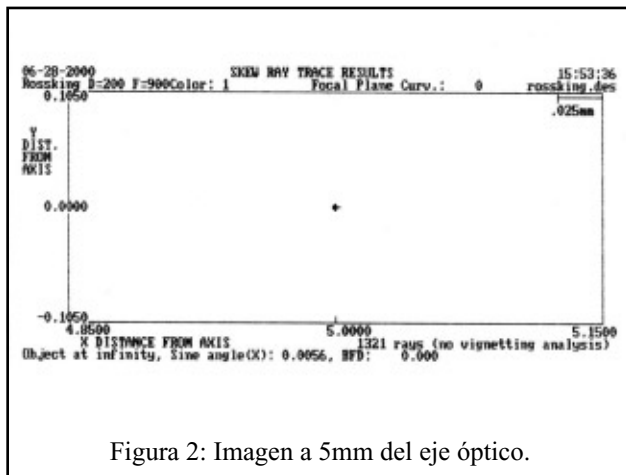 06-28-2000 SKEW RAY TRACE RESULTS 15:53:36
Rossking D=200 F=900Color: 1 Focal Plane Curv.: 0 rossking.des
0.1050
.025mm
Y
DIST.
FROM
AXIS
0.0000
-0.1050
4.8500 5.0000 5.1500
X DISTANCE FROM AXIS 1321 rays (no vignetting analysis)
Object at infinity, Sine angle(X): 0.0056, BFD: 0.000
Figura 2: Imagen a 5mm del eje óptico.